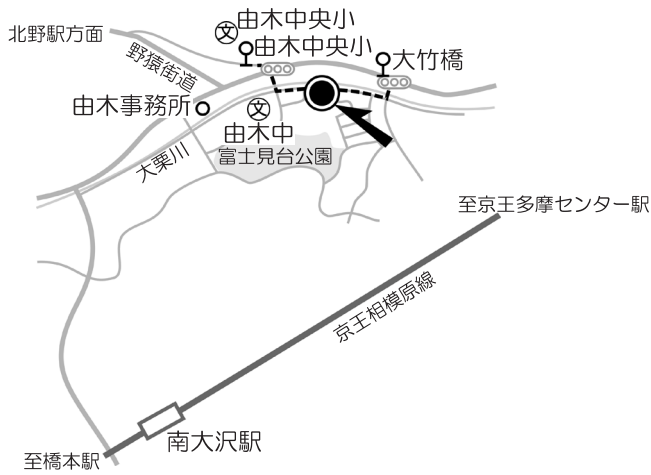 北野駅方面
野猿街道
文
由木中央小
由木中央小
大竹橋
由木事務所
文
由木中
富士見台公園
大栗川
至京王多摩センター駅
京王相模原線
南大沢駅
至橋本駅